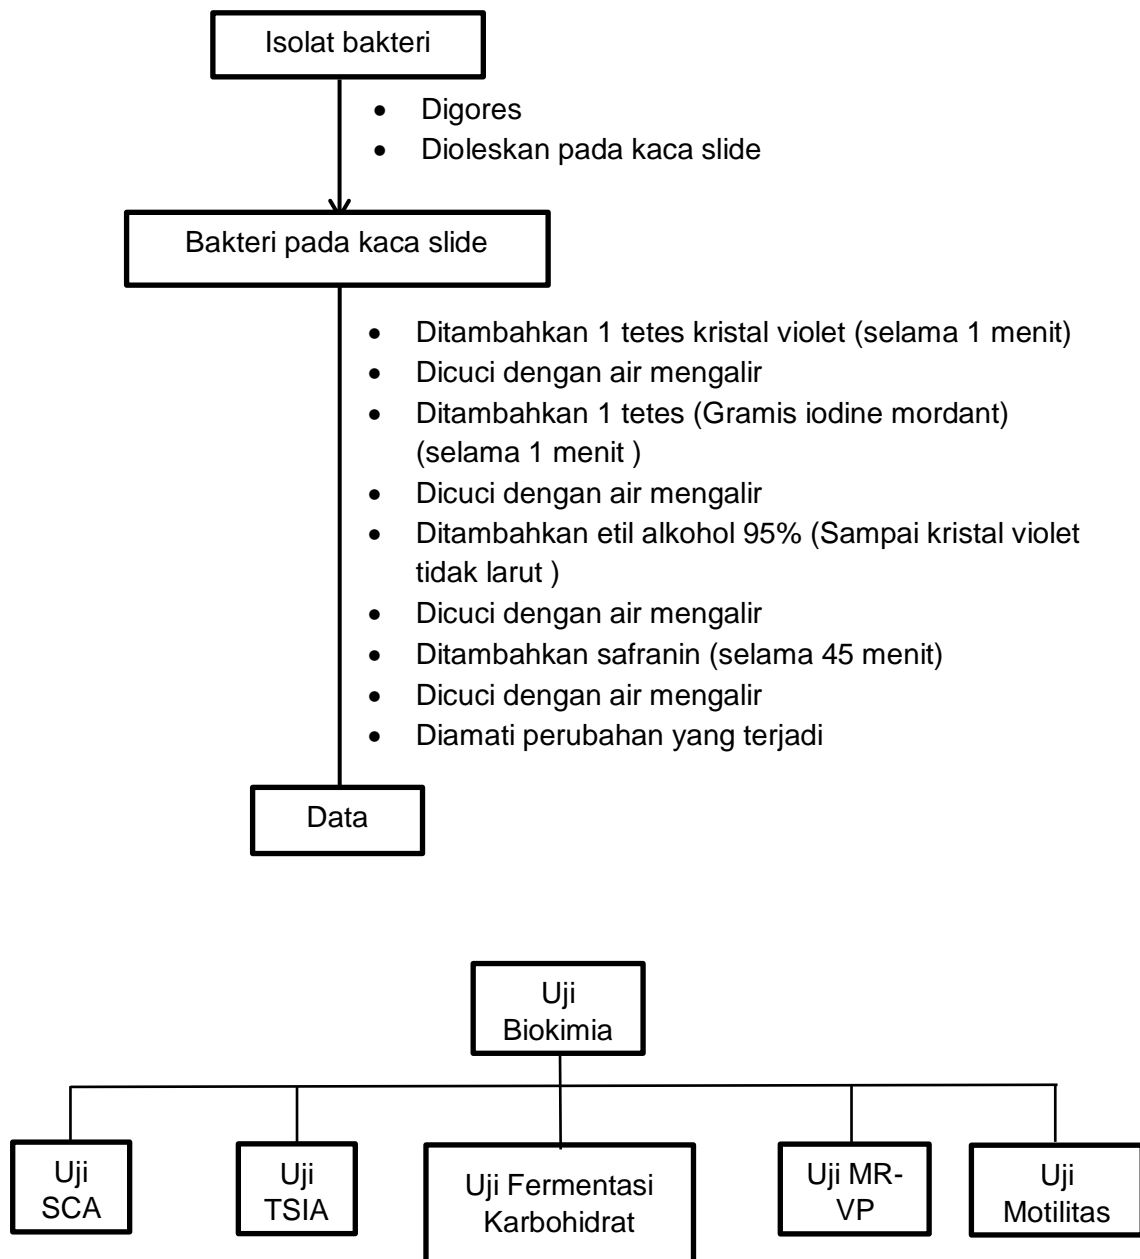 Isolat bakteri
• Digores
• Dioleskan pada kaca slide
Bakteri pada kaca slide
• Ditambahkan 1 tetes kristal violet (selama 1 menit)
• Dicuci dengan air mengalir
• Ditambahkan 1 tetes (Gramis iodine mordant)
(selama 1 menit )
• Dicuci dengan air mengalir
• Ditambahkan etil alkohol 95% (Sampai kristal violet
tidak larut )
• Dicuci dengan air mengalir
• Ditambahkan safranin (selama 45 menit)
• Dicuci dengan air mengalir
• Diamati perubahan yang terjadi
Data
Uji
Biokimia
Uji
SCA
Uji
TSIA
Uji Fermentasi
Karbohidrat
Uji MR-
VP
Uji
Motilitas